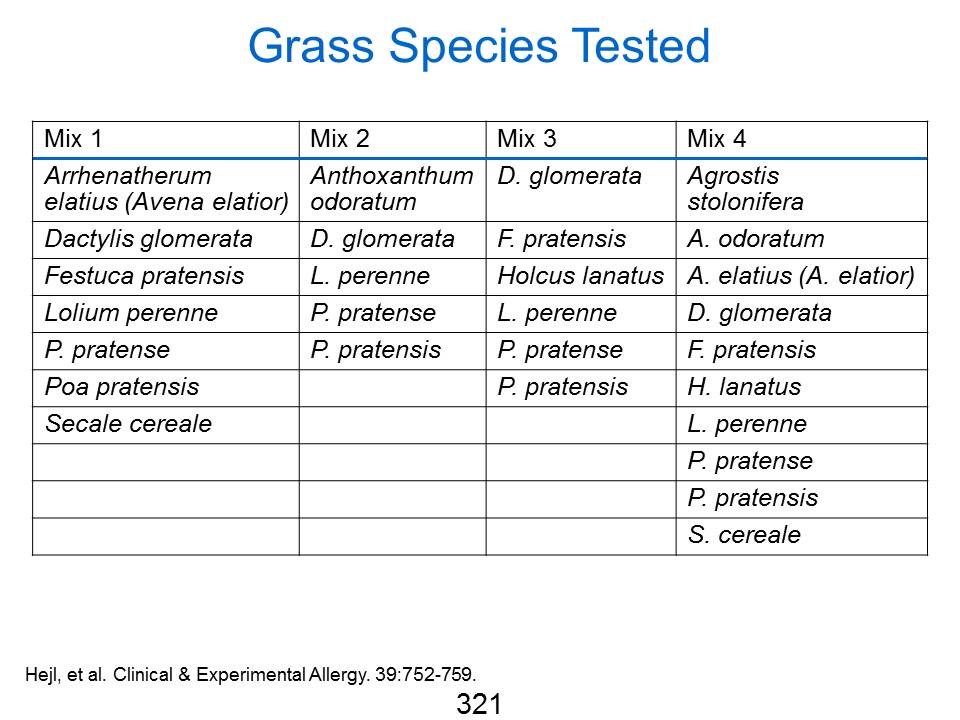 Grass Species Tested
Mix 1 Mix 2 Mix 3 Mix 4
Arrhenatherum elatius (Avena elatior) Anthoxanthum odoratum D. glomerata Agrostis stolonifera
Dactylis glomerata D. glomerata F. pratensis A. odoratum
Festuca pratensis L. perenne Holcus lanatus A. elatius (A. elatior)
Lolium perenne P. pratense L. perenne D. glomerata
P. pratense P. pratensis P. pratense F. pratensis
Poa pratensis P. pratensis H. lanatus
Secale cereale L. perenne
P. pratense
P. pratensis
S. cereale
Hejl, et al. Clinical & Experimental Allergy. 39:752-759.
321